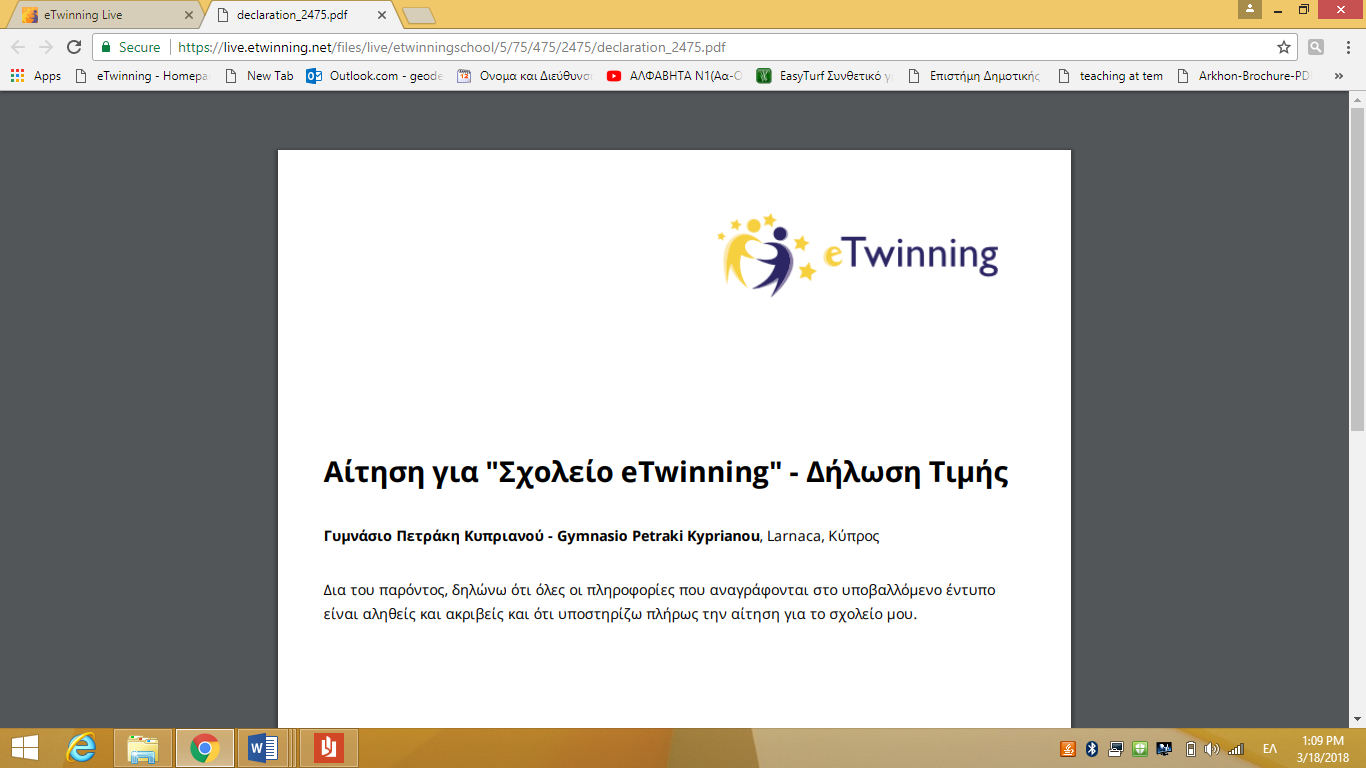 eTwinning Live
declaration_2475.pdf
Secure
https://live.etwinning.net/files/live/etwinningschool/5/75/475/2475/declaration_2475.pdf
Apps
eTwinning - Homepa
New Tab
Outlook.com - geode
Ονομα και Διεύθυνσ
ΑΛΦΑΒΗΤΑ Ν1(Αα-Ω
EasyTurf Συνθετικό γ
Επιστήμη Δημοτικής
teaching at tem
Arkhon-Brochure-PD
»
eTwinning
Αίτηση για "Σχολείο eTwinning" - Δήλωση Τιμής
Γυμνάσιο Πετράκη Κυπριανού - Gymnasio Petraki Kyprianou, Larnaca, Κύπρος
Δια του παρόντος, δηλώνω ότι όλες οι πληροφορίες που αναγράφονται στο υποβαλλόμενο έντυπο
είναι αληθείς και ακριβείς και ότι υποστηρίζω πλήρως την αίτηση για το σχολείο μου.
ΕΛ
1:09 PM
3/18/2018